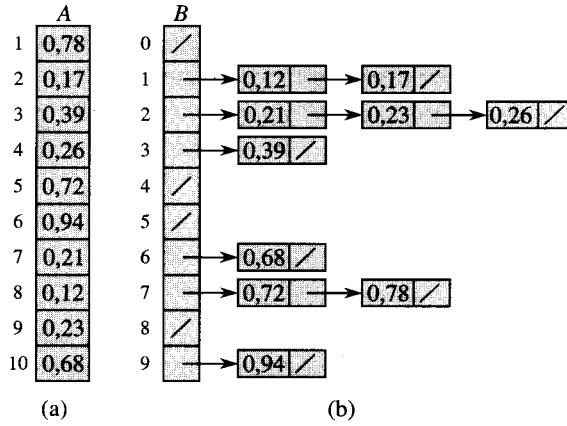 A B
1 0,78 0
2 0,17 1 0,12 0,17
3 0,39 2 0,21 0,23 0,26
4 0,26 3 0,39
5 0,72 4
6 0,94 5
7 0,21 6 0,68
8 0,12 7 0,72 0,78
9 0,23 8
10 0,68 9 0,94
(a) (b)